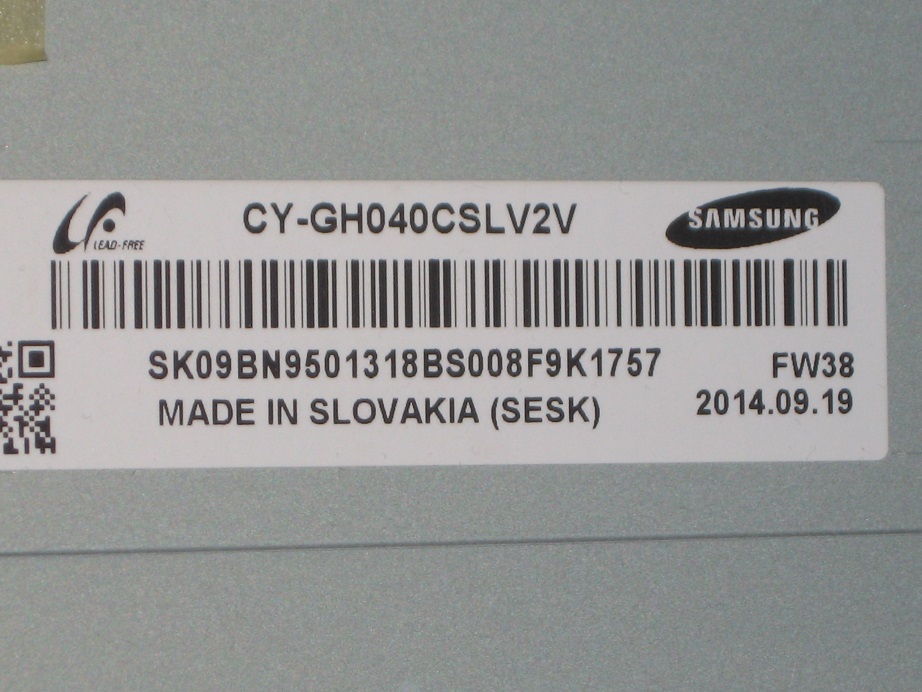 LEAD-FREE
CY-GH040CSLV2V
SAMSUNG
SK09BN9501318BS008F9K1757
FW38
MADE IN SLOVAKIA (SESK)
2014.09.19